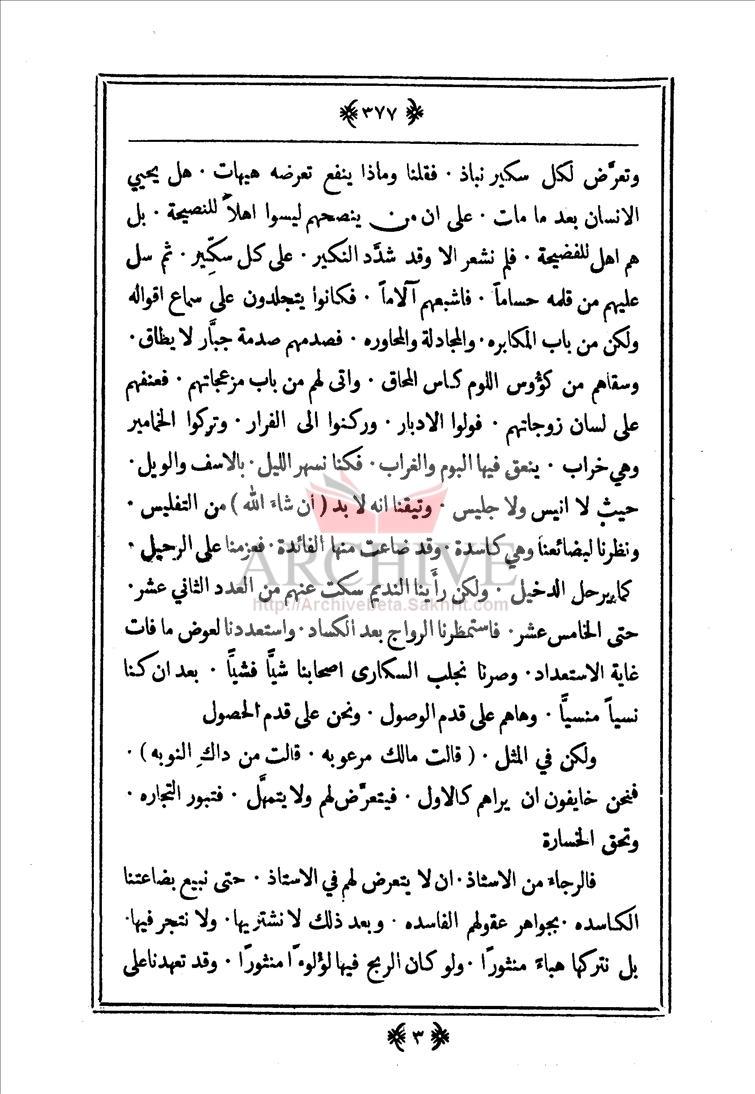 ٣٧٧
وتعرَّض لكل سكير نباذ · فقلنا وماذا ينفع تعرضه هيهات · هل يحيي
الانسان بعد ما مات · على ان من ينصحهم ليسوا اهلاً للنصيحة · بل
هم اهل للفضيحة · فلم نشعر الا وقد شدَّد النكير · على كل سكِّير · ثم سل
عليهم من قلمه حساماً · فاشبعهم آلاماً · فكانوا يتجلدون على سماع اقواله
ولكن من باب المكابره · والمجادلة والمحاوره · فصدمهم صدمة جبَّار لا يطاق ·
وسقاهم من كؤوس اللوم كاس المحاق · واتى لهم من باب مزعجاتهم · فعنفهم
على لسان زوجاتهم · فولوا الادبار · وركنوا الى الفرار · وتركوا الخمامير
وهي خراب · ينعق فيها البوم والغراب · فكنا نسهر الليل · بالاسف والويل ·
حيث لا انيس ولا جليس · وتيقنا انه لا بد ( ان شاء الله ) من التفليس ·
ونظرنا لبضائعنا وهي كاسدة · وقد ضاعت منها الفائدة · فعزمنا على الرحيل ·
كما يرحل الدخيل · ولكن رأينا النديم سكت عنهم من العدد الثاني عشر ·
حتى الخامس عشر · فاستمطرنا الرواج بعد الكساد · واستعددنا لعوض ما فات
غاية الاستعداد · وصرنا نجلب السكارى اصحابنا شيأً فشيأً · بعد ان كنا
نسياً منسيأً · وهاهم على قدم الوصول · ونحن على قدم الحصول
ولكن في المثل · ( قالت مالك مرعوبه · قالت من داكِ النوبه ) ·
فنحن خايفون ان يراهم كالاول · فيتعرَّض لهم ولا يتمهَّل · فتبور التجاره ·
وتحق الخسارة
فالرجاء من الاستاذ · ان لا يتعرض لهم في الاستاذ · حتى نبيع بضاعتنا
الكاسده · بجواهر عقولهم الفاسده · وبعد ذلك لا نشتريها · ولا نتجر فيها ·
بل نتركها هباءً منثورًا · ولو كان الربح فيها لؤلؤًا منثورًا · وقد تعهدنا على
٣
ARCHIVE
http://Archivebeta.Sakhrit.com